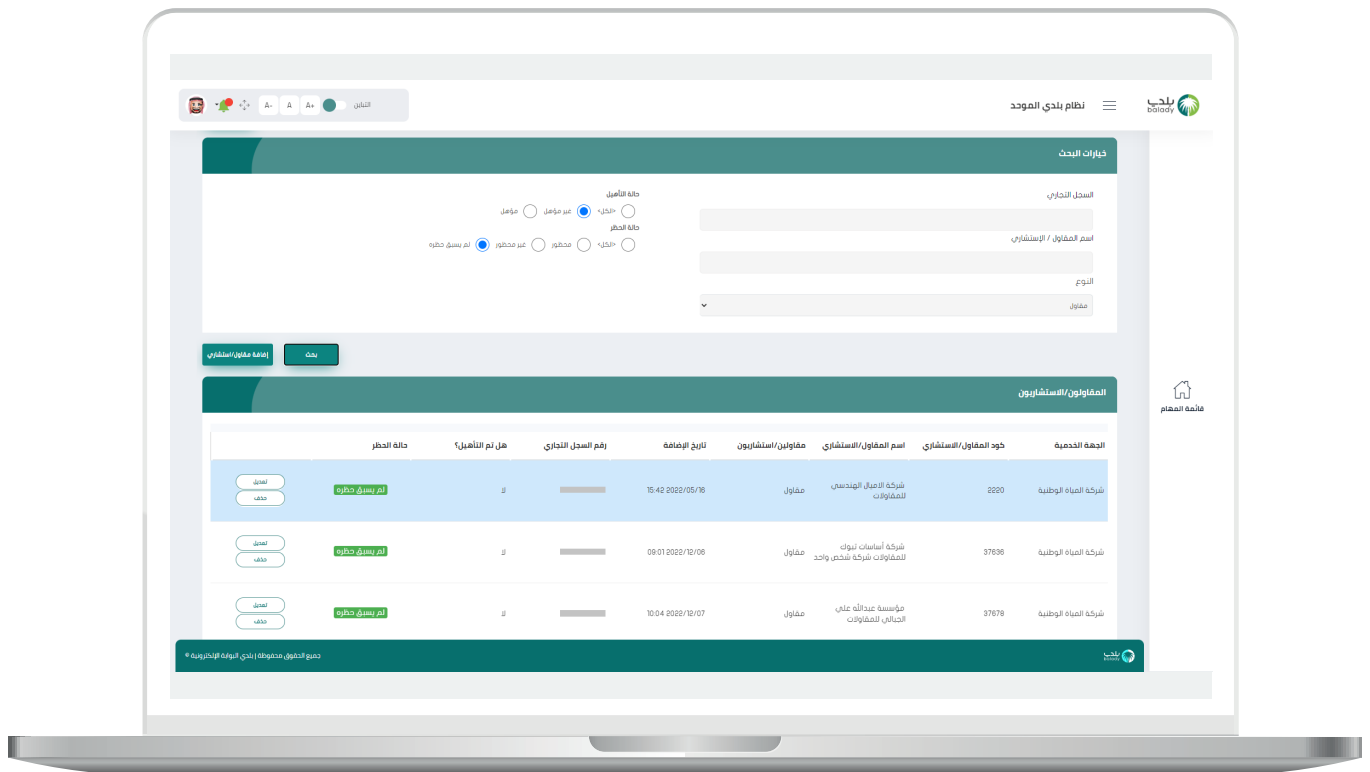 بلدي
balady
نظام بلدي الموحد
التباين
A+
A
A-
خيارات البحث
السجل التجاري
اسم المقاول / الإستشاري
النوع
مقاول
حالة التأهيل
<الكل> غير مؤهل مؤهل
حالة الحظر
<الكل> محظور غير محظور لم يسبق حظره
بحث
إضافة مقاول/استشاري
قائمة المهام
المقاولون/الاستشاريون
الجهة الخدمية كود المقاول/الاستشاري اسم المقاول/الاستشاري مقاولين/استشاريون تاريخ الإضافة رقم السجل التجاري هل تم التأهيل؟ حالة الحظر
شركة المياة الوطنية 2220 شركة الاميال الهندسي للمقاولات مقاول 2022/05/16 15:42 لا لم يسبق حظره تعديل حذف
شركة المياة الوطنية 37636 شركة أساسات تبوك للمقاولات شركة شخص واحد مقاول 2022/12/06 09:01 لا لم يسبق حظره تعديل حذف
شركة المياة الوطنية 37678 مؤسسة عبدالله علي الجبالي للمقاولات مقاول 2022/12/07 10:04 لا لم يسبق حظره تعديل حذف
بلدي
balady
جميع الحقوق محفوظة | بلدي البوابة الإلكترونية ©